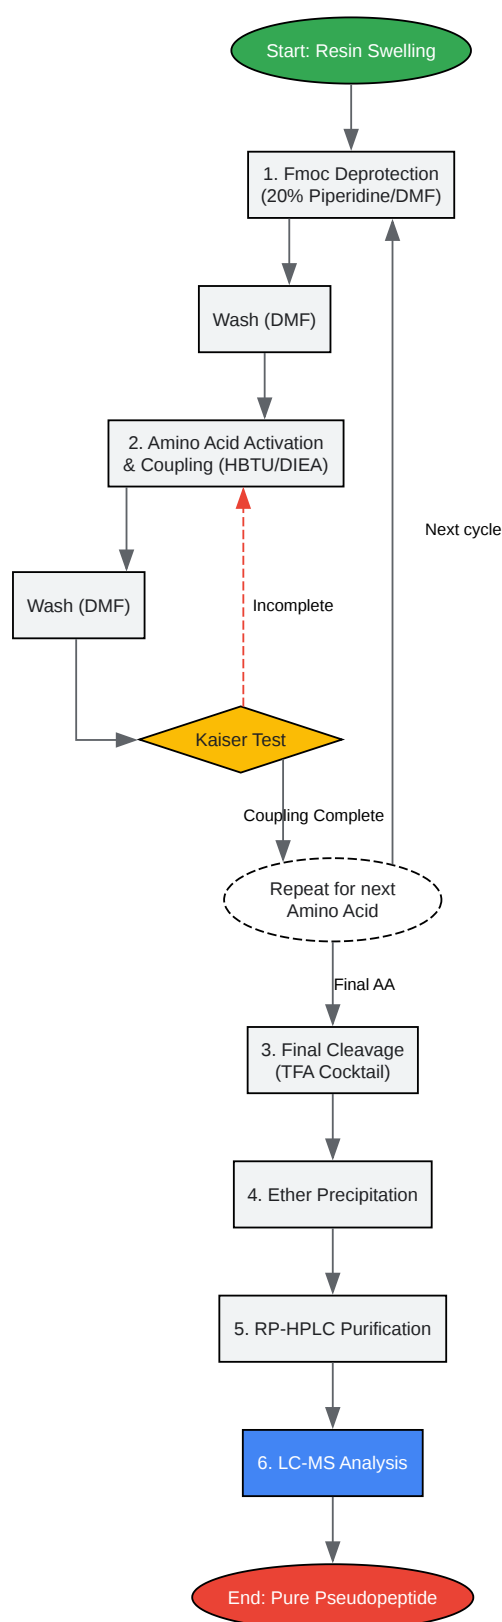 Start: Resin Swelling
1. Fmoc Deprotection
(20% Piperidine/DMF)
Wash (DMF)
2. Amino Acid Activation
& Coupling (HBTU/DIEA)
Next cycle
Wash (DMF)
Incomplete
Kaiser Test
Coupling Complete
Repeat for next
Amino Acid
Final AA
3. Final Cleavage
(TFA Cocktail)
4. Ether Precipitation
5. RP-HPLC Purification
6. LC-MS Analysis
End: Pure Pseudopeptide